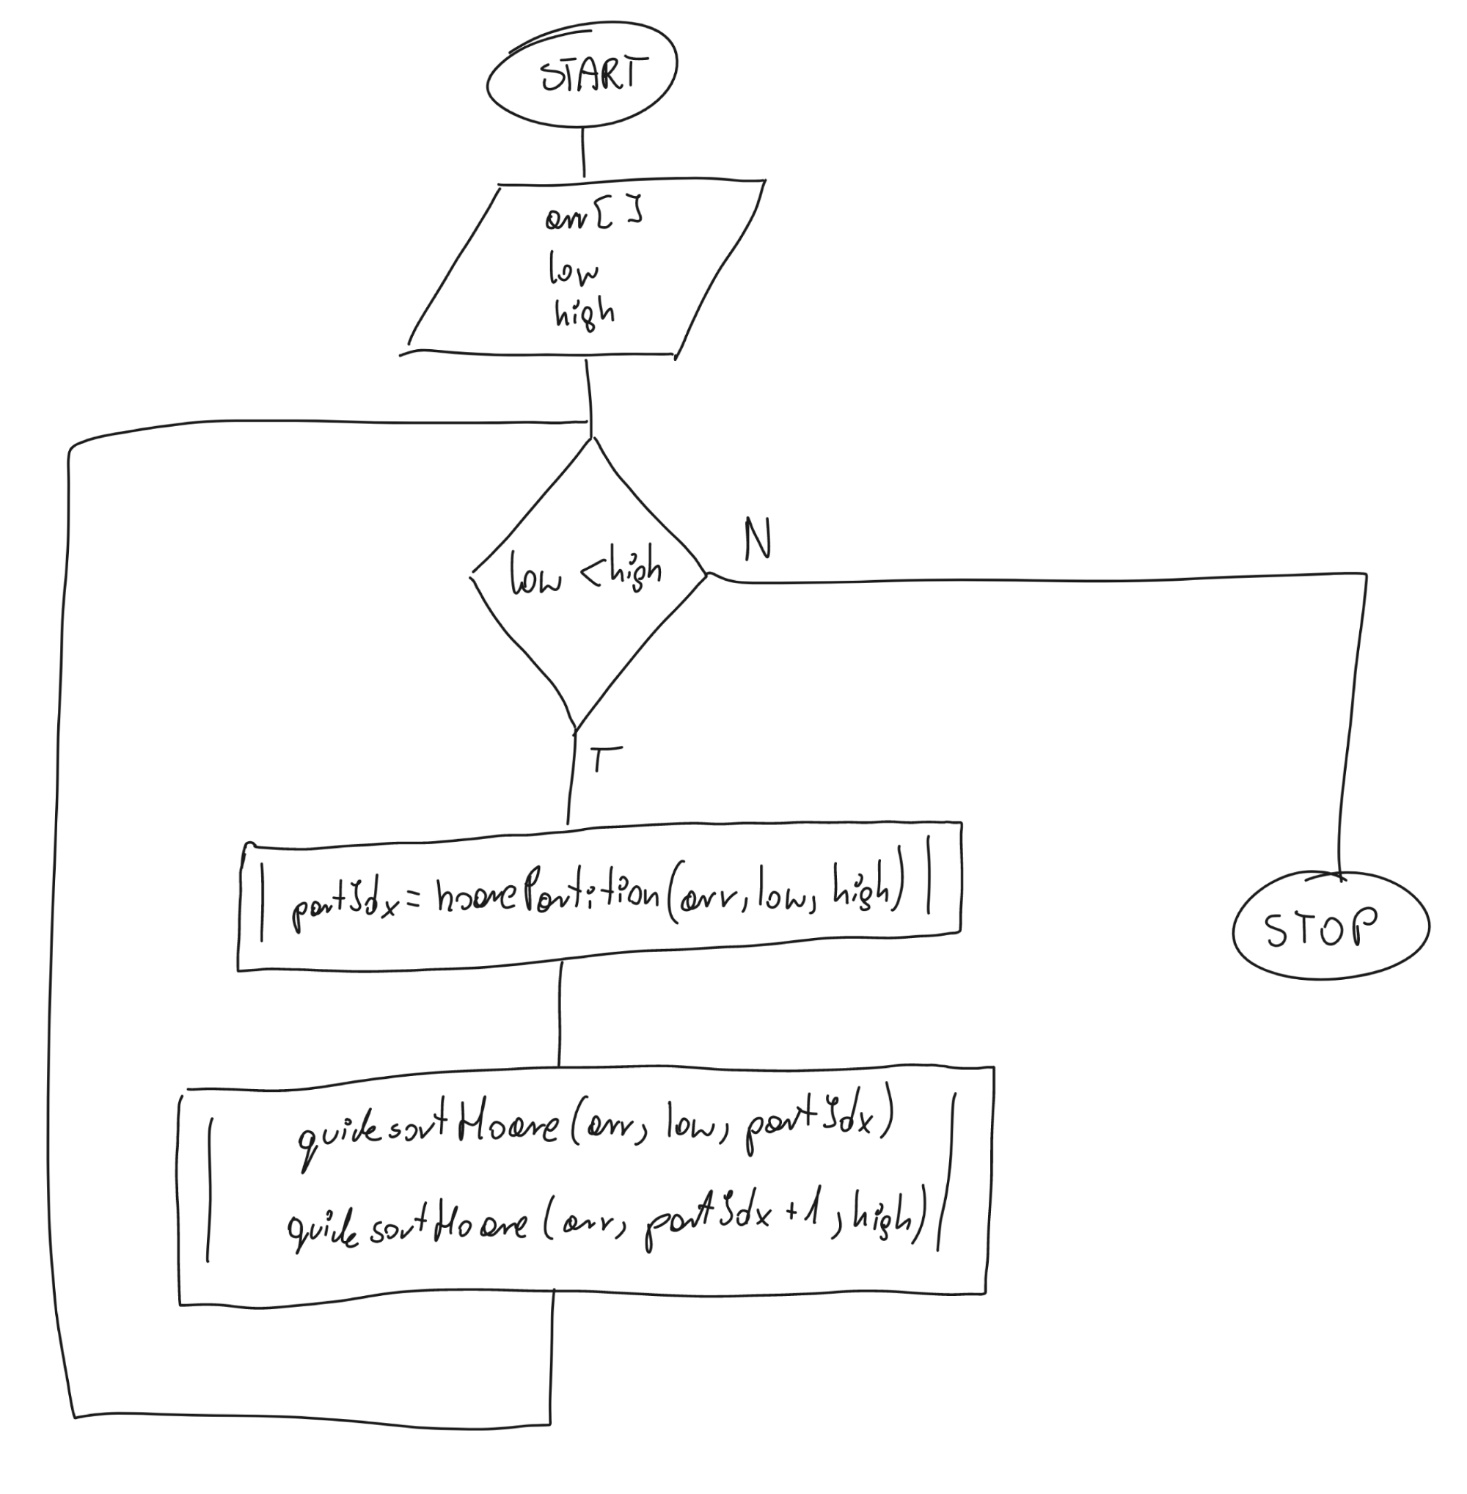 START
arr[]
low
high
low < high
N
T
partIdx = hoarePartition(arr, low, high)
STOP
quicksortHoare(arr, low, partIdx)
quicksortHoare(arr, partIdx+1, high)